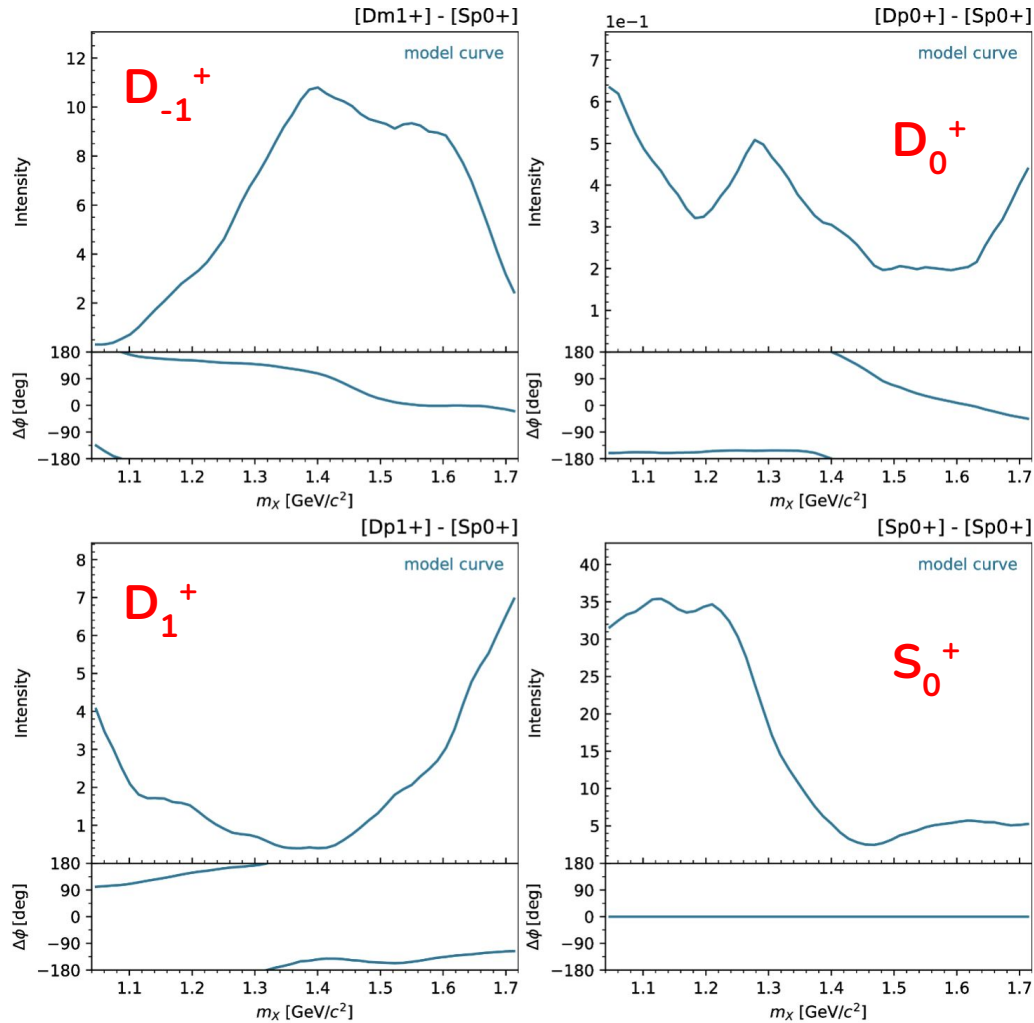 [Dm1+] - [Sp0+]
model curve
D₋₁⁺
Intensity
12
10
8
6
4
2
Δϕ [deg]
180
90
0
−90
−180
1.1 1.2 1.3 1.4 1.5 1.6 1.7
mₓ [GeV/c²]
1e−1
[Dp0+] - [Sp0+]
model curve
D₀⁺
Intensity
7
6
5
4
3
2
1
Δϕ [deg]
180
90
0
−90
−180
1.1 1.2 1.3 1.4 1.5 1.6 1.7
mₓ [GeV/c²]
[Dp1+] - [Sp0+]
model curve
D₁⁺
Intensity
8
7
6
5
4
3
2
1
Δϕ [deg]
180
90
0
−90
−180
1.1 1.2 1.3 1.4 1.5 1.6 1.7
mₓ [GeV/c²]
[Sp0+] - [Sp0+]
model curve
S₀⁺
Intensity
40
35
30
25
20
15
10
5
Δϕ [deg]
180
90
0
−90
−180
1.1 1.2 1.3 1.4 1.5 1.6 1.7
mₓ [GeV/c²]